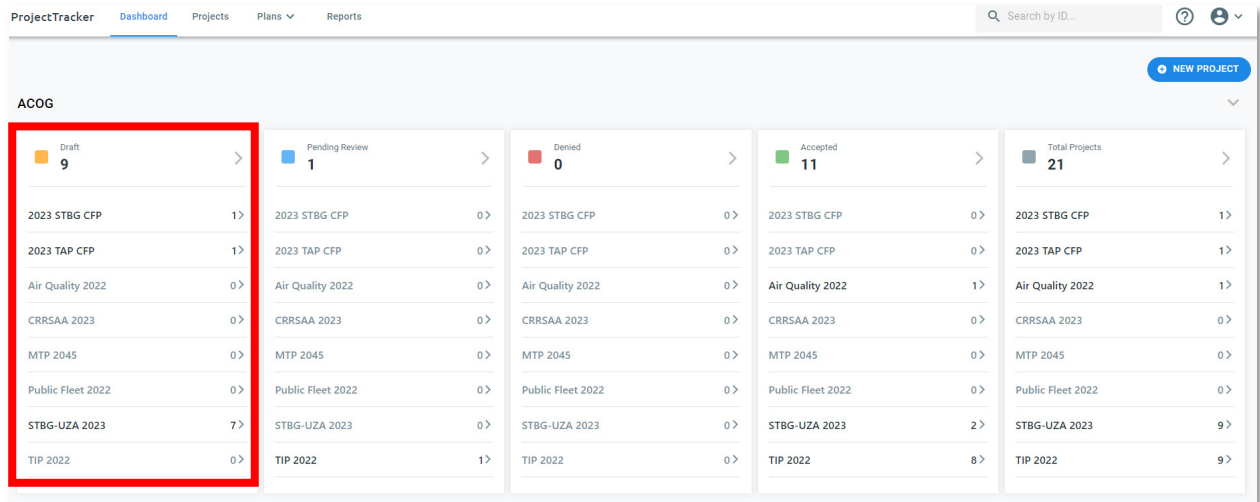 ProjectTracker Dashboard Projects Plans Reports Search by ID...
NEW PROJECT
ACOG
Draft
9
2023 STBG CFP 1
2023 TAP CFP 1
Air Quality 2022 0
CRRSAA 2023 0
MTP 2045 0
Public Fleet 2022 0
STBG-UZA 2023 7
TIP 2022 0
Pending Review
1
2023 STBG CFP 0
2023 TAP CFP 0
Air Quality 2022 0
CRRSAA 2023 0
MTP 2045 0
Public Fleet 2022 0
STBG-UZA 2023 0
TIP 2022 1
Denied
0
2023 STBG CFP 0
2023 TAP CFP 0
Air Quality 2022 0
CRRSAA 2023 0
MTP 2045 0
Public Fleet 2022 0
STBG-UZA 2023 0
TIP 2022 0
Accepted
11
2023 STBG CFP 0
2023 TAP CFP 0
Air Quality 2022 1
CRRSAA 2023 0
MTP 2045 0
Public Fleet 2022 0
STBG-UZA 2023 2
TIP 2022 8
Total Projects
21
2023 STBG CFP 1
2023 TAP CFP 1
Air Quality 2022 1
CRRSAA 2023 0
MTP 2045 0
Public Fleet 2022 0
STBG-UZA 2023 9
TIP 2022 9